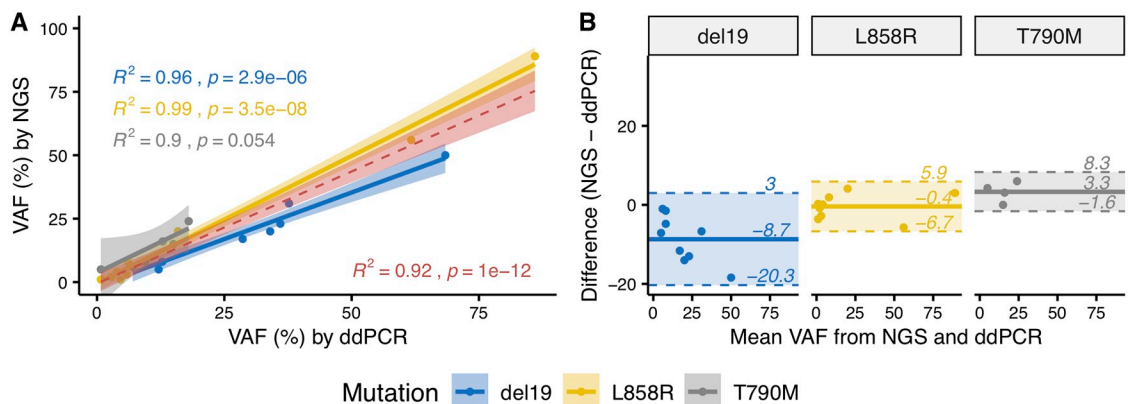 A
VAF (%) by NGS
100
75
50
25
0
R² = 0.96 , p = 2.9e−06
R² = 0.99 , p = 3.5e−08
R² = 0.9 , p = 0.054
R² = 0.92 , p = 1e−12
0 25 50 75
VAF (%) by ddPCR
B
Difference (NGS − ddPCR)
del19 L858R T790M
20
0
−20
3
−8.7
−20.3
5.9
−0.4
−6.7
8.3
3.3
−1.6
0 25 50 75 0 25 50 75 0 25 50 75
Mean VAF from NGS and ddPCR
Mutation del19 L858R T790M